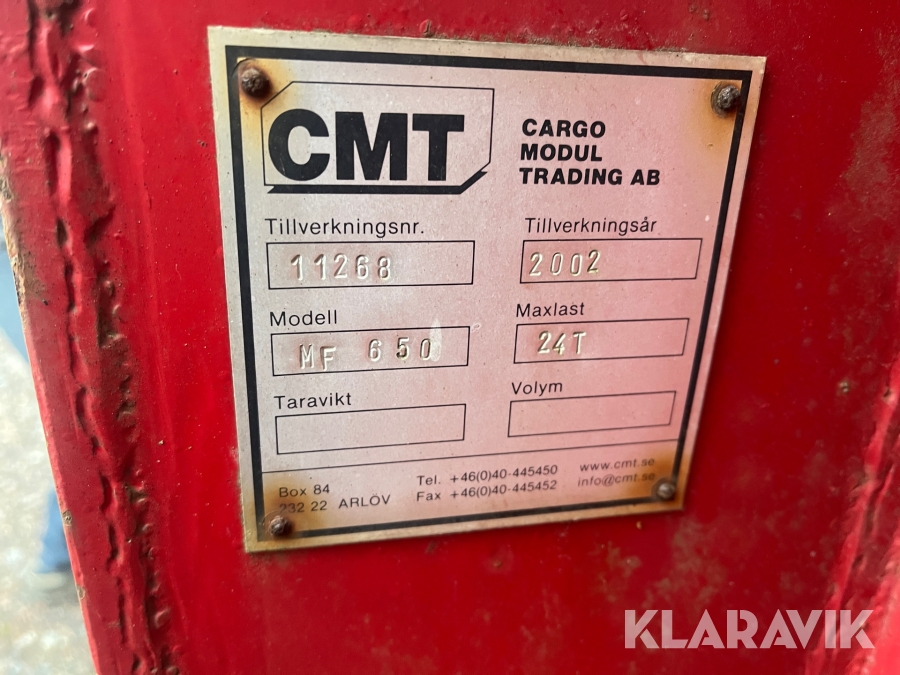 CMT
CARGO
MODUL
TRADING AB
Tillverkningsnr.
11268
Tillverkningsår
2002
Modell
MF 650
Maxlast
24T
Taravikt
Volym
Box 84
232 22 ARLÖV
Tel. +46(0)40-445450
Fax +46(0)40-445452
www.cmt.se
info@cmt.se
KLARAVIK